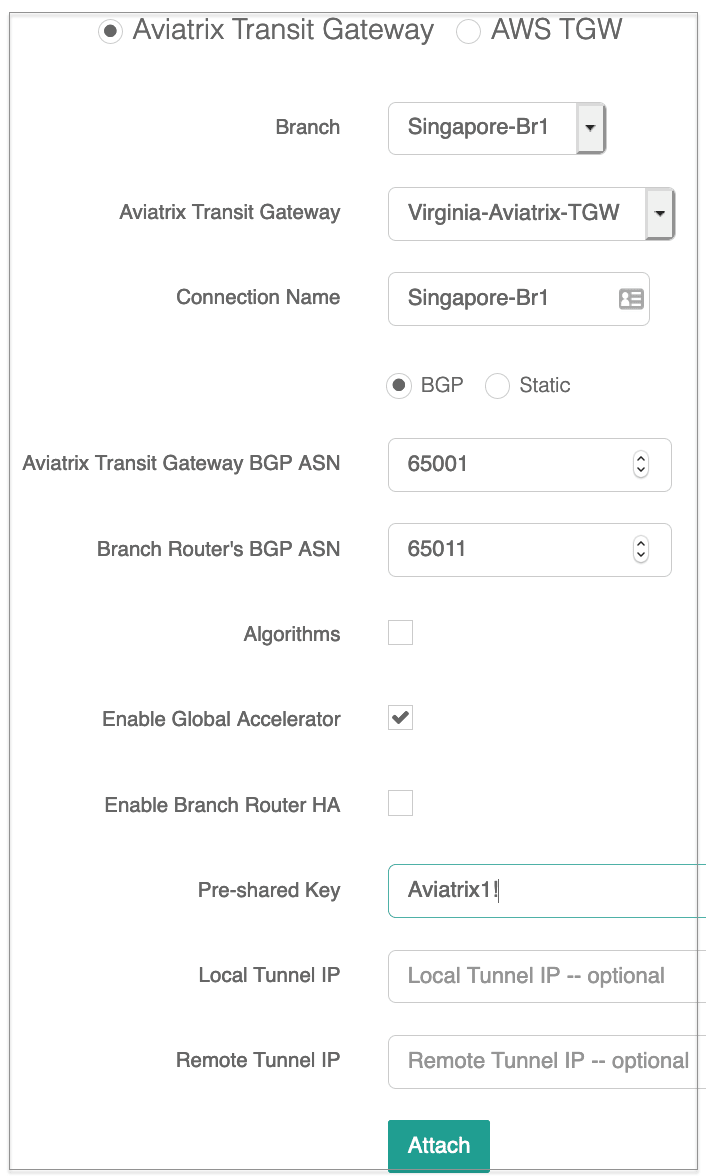 Aviatrix Transit Gateway AWS TGW
Branch Singapore-Br1
Aviatrix Transit Gateway Virginia-Aviatrix-TGW
Connection Name Singapore-Br1
BGP Static
Aviatrix Transit Gateway BGP ASN 65001
Branch Router's BGP ASN 65011
Algorithms
Enable Global Accelerator
Enable Branch Router HA
Pre-shared Key Aviatrix1!
Local Tunnel IP Local Tunnel IP -- optional
Remote Tunnel IP Remote Tunnel IP -- optional
Attach